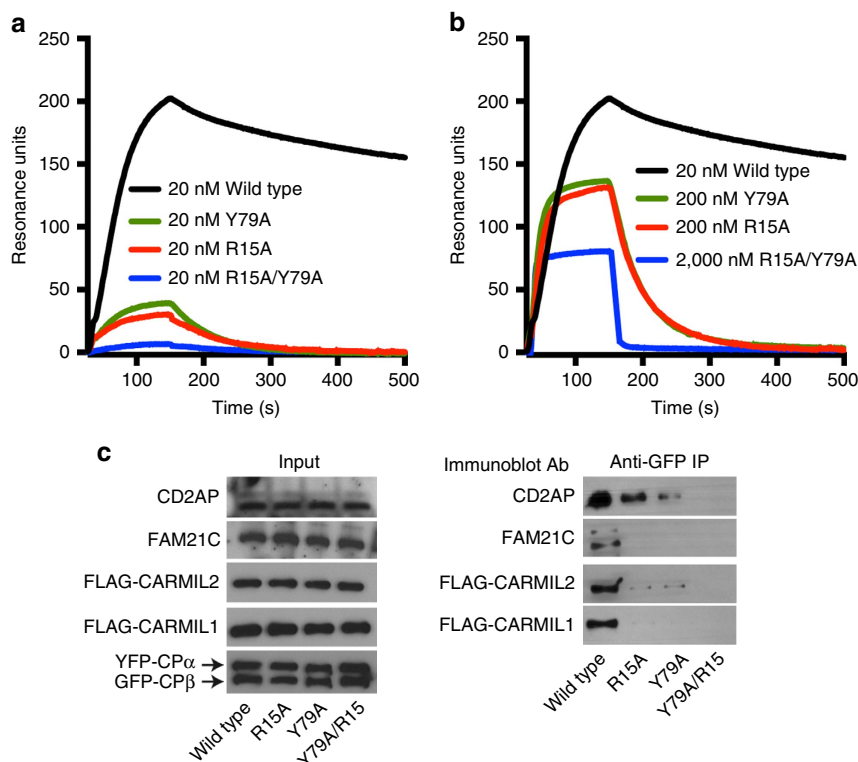 a
250
200
150
100
50
0
Resonance units
20 nM Wild type
20 nM Y79A
20 nM R15A
20 nM R15A/Y79A
100
200
300
400
500
Time (s)
b
250
200
150
100
50
0
Resonance units
20 nM Wild type
200 nM Y79A
200 nM R15A
2,000 nM R15A/Y79A
100
200
300
400
500
Time (s)
c
Input
CD2AP
FAM21C
FLAG-CARMIL2
FLAG-CARMIL1
YFP-CPα
GFP-CPβ
Wild type
R15A
Y79A
Y79A/R15
Immunoblot Ab
Anti-GFP IP
CD2AP
FAM21C
FLAG-CARMIL2
FLAG-CARMIL1
Wild type
R15A
Y79A
Y79A/R15